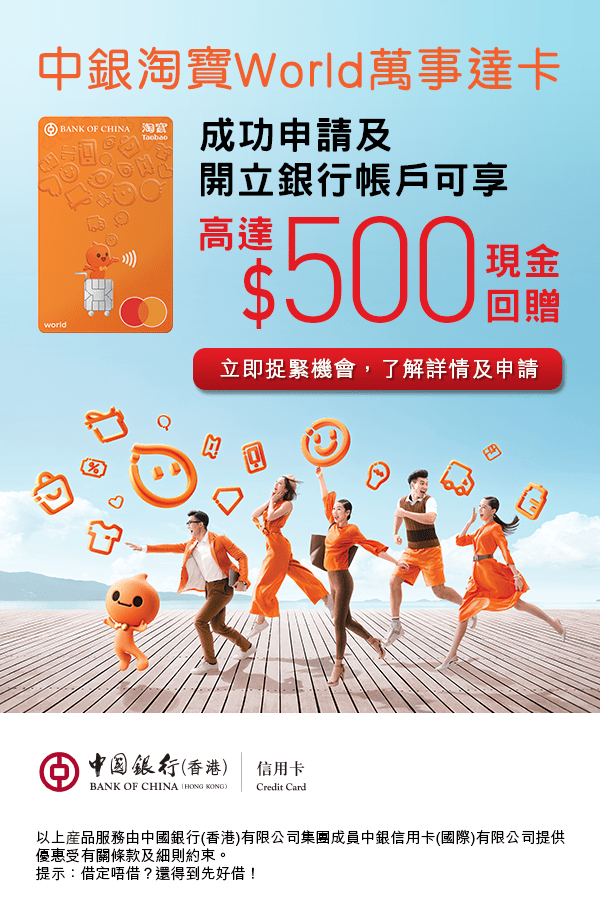 中銀淘寶World萬事達卡
BANK OF CHINA
淘寶
Taobao
world
成功申請及
開立銀行帳戶可享
高達
$500
現金
回贈
立即捉緊機會，了解詳情及申請
中國銀行(香港)
BANK OF CHINA (HONG KONG)
信用卡
Credit Card
以上産品服務由中國銀行(香港)有限公司集團成員中銀信用卡(國際)有限公司提供
優惠受有關條款及細則約束。
提示：借定唔借？還得到先好借！